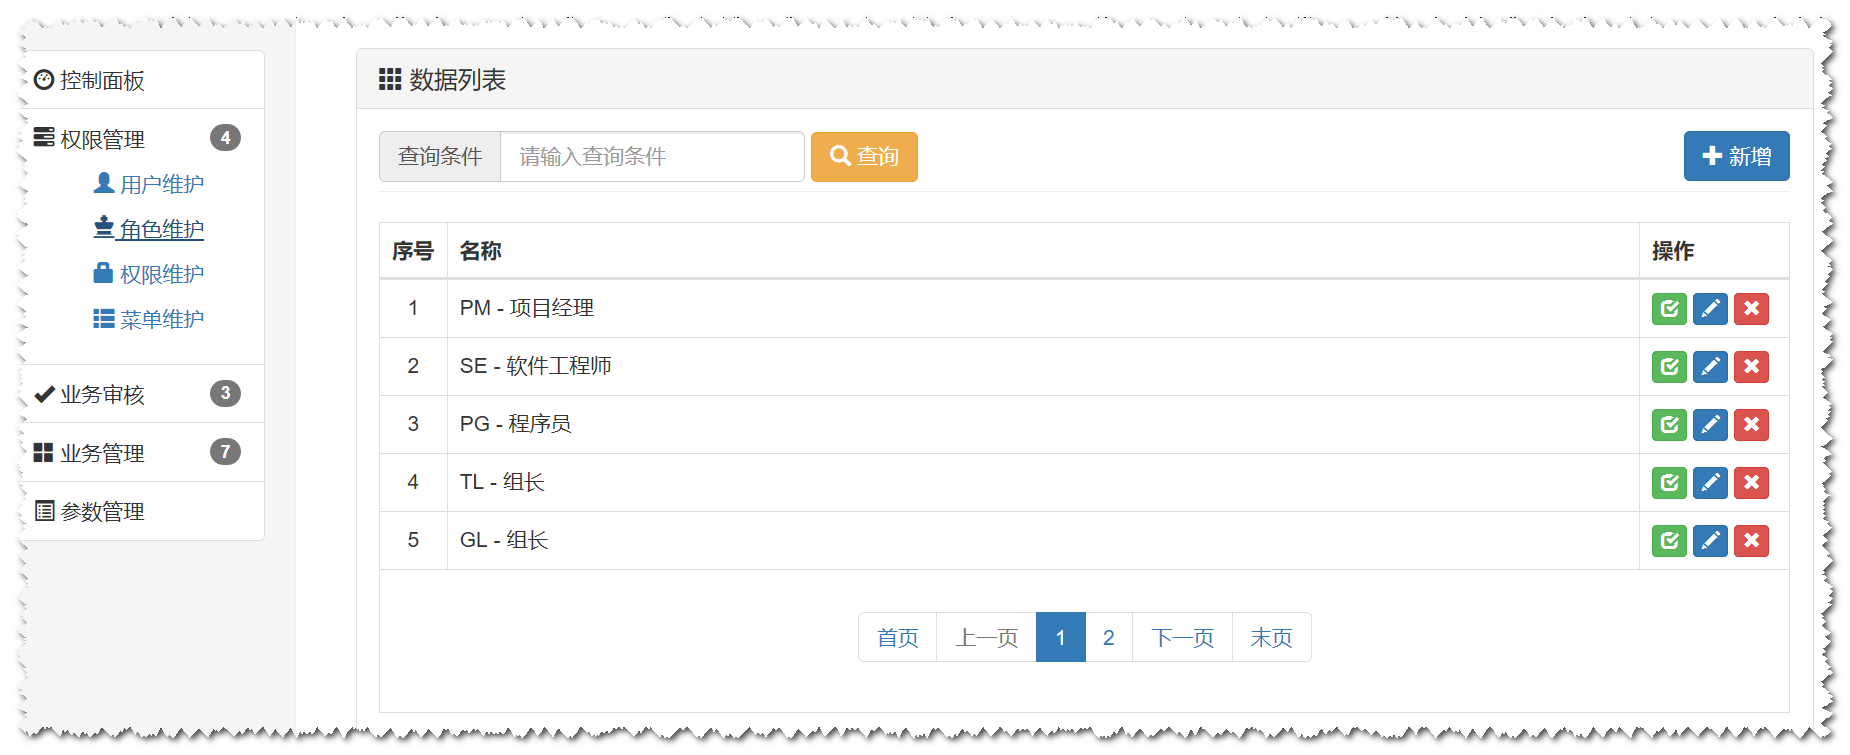 控制面板
权限管理 4
用户维护
角色维护
权限维护
菜单维护
业务审核 3
业务管理 7
参数管理
数据列表
查询条件 请输入查询条件 查询 新增
序号 名称 操作
1 PM - 项目经理
2 SE - 软件工程师
3 PG - 程序员
4 TL - 组长
5 GL - 组长
首页 上一页 1 2 下一页 末页